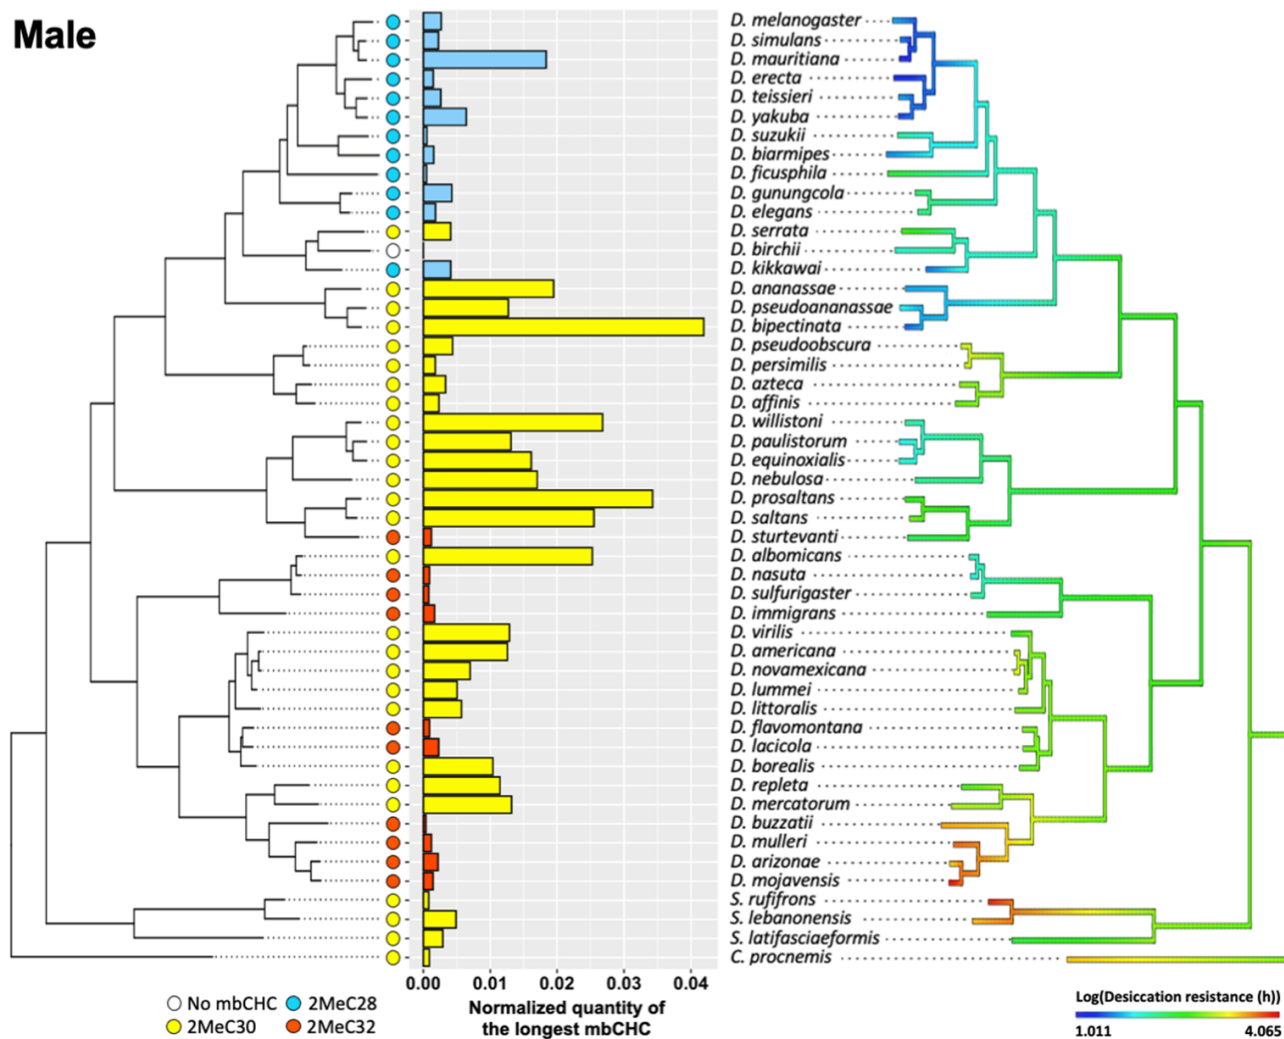 Male
D. melanogaster
D. simulans
D. mauritiana
D. erecta
D. teissieri
D. yakuba
D. suzukii
D. biarmipes
D. ficusphila
D. gunungcola
D. elegans
D. serrata
D. birchii
D. kikkawai
D. ananassae
D. pseudoananassae
D. bipectinata
D. pseudoobscura
D. persimilis
D. azteca
D. affinis
D. willistoni
D. paulistorum
D. equinoxialis
D. nebulosa
D. prosaltans
D. saltans
D. sturtevanti
D. albomicans
D. nasuta
D. sulfurigaster
D. immigrans
D. virilis
D. americana
D. novamexicana
D. lummei
D. littoralis
D. flavomontana
D. lacicola
D. borealis
D. repleta
D. mercatorum
D. buzzatii
D. mulleri
D. arizonae
D. mojavensis
S. rufifrons
S. lebanonensis
S. latifasciaeformis
C. procnemis
0.00 0.01 0.02 0.03 0.04
Normalized quantity of
the longest mbCHC
No mbCHC 2MeC28
2MeC30 2MeC32
Log(Desiccation resistance (h))
1.011 4.065